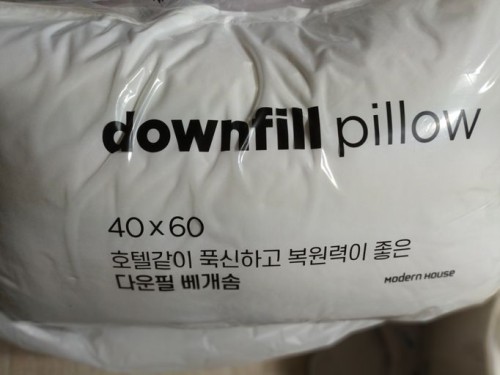 downfill pillow
40 x 60
호텔같이 푹신하고 복원력이 좋은
다운필 베개솜
MODERN HOUSE